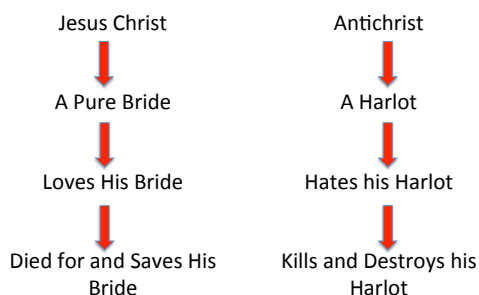 Jesus Christ
A Pure Bride
Loves His Bride
Died for and Saves His
Bride
Antichrist
A Harlot
Hates his Harlot
Kills and Destroys his
Harlot